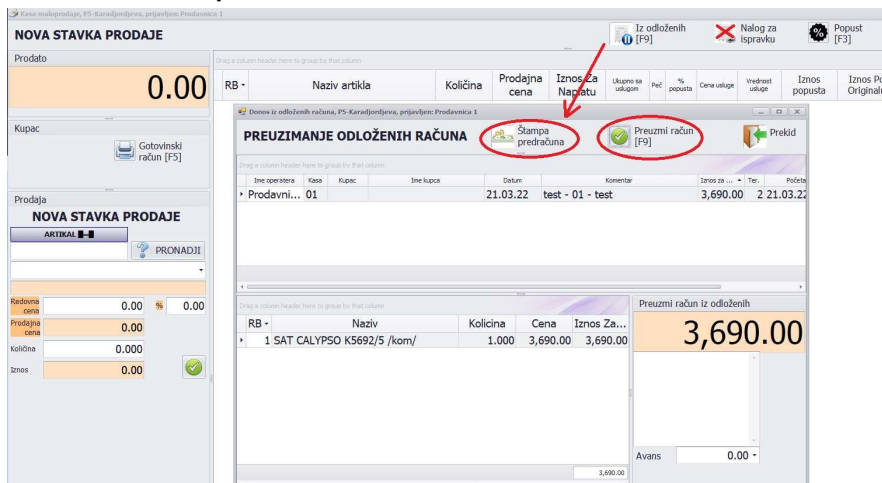 Kasa maloprodaje, P5-Karadjordjeva, prijavljen: Prodavnica 1
NOVA STAVKA PRODAJE
Iz odloženih [F9]
Nalog za ispravku
Popust [F3]
Prodato
0.00
Drag a column header here to group by that column
RB
Naziv artikla
Količina
Prodajna cena
Iznos Za Naplatu
Ukupno sa uslugom
Peč
% popusta
Cena usluge
Vrednost usluge
Iznos popusta
Iznos Po Original
Kupac
Gotovinski račun [F5]
Prodaja
NOVA STAVKA PRODAJE
ARTIKAL
PRONADJI
Redovna cena
0.00
%
0.00
Prodajna cena
0.00
Količina
0.000
Iznos
0.00
Donos iz odloženih računa, P5-Karadjordjeva, prijavljen: Prodavnica 1
PREUZIMANJE ODLOŽENIH RAČUNA
Štampa predračuna
Preuzmi račun [F9]
Prekid
Drag a column header here to group by that column
Ime operatera
Kasa
Kupac
Ime kupca
Datum
Komentar
Iznos za ...
Ter.
Početa
Prodavni...
01
21.03.22
test - 01 - test
3,690.00
2
21.03.22
Drag a column header here to group by that column
RB
Naziv
Kolicina
Cena
Iznos Za...
1
SAT CALYPSO K5692/5 /kom/
1.000
3,690.00
3,690.00
3,690.00
Preuzmi račun iz odloženih
3,690.00
Avans
0.00